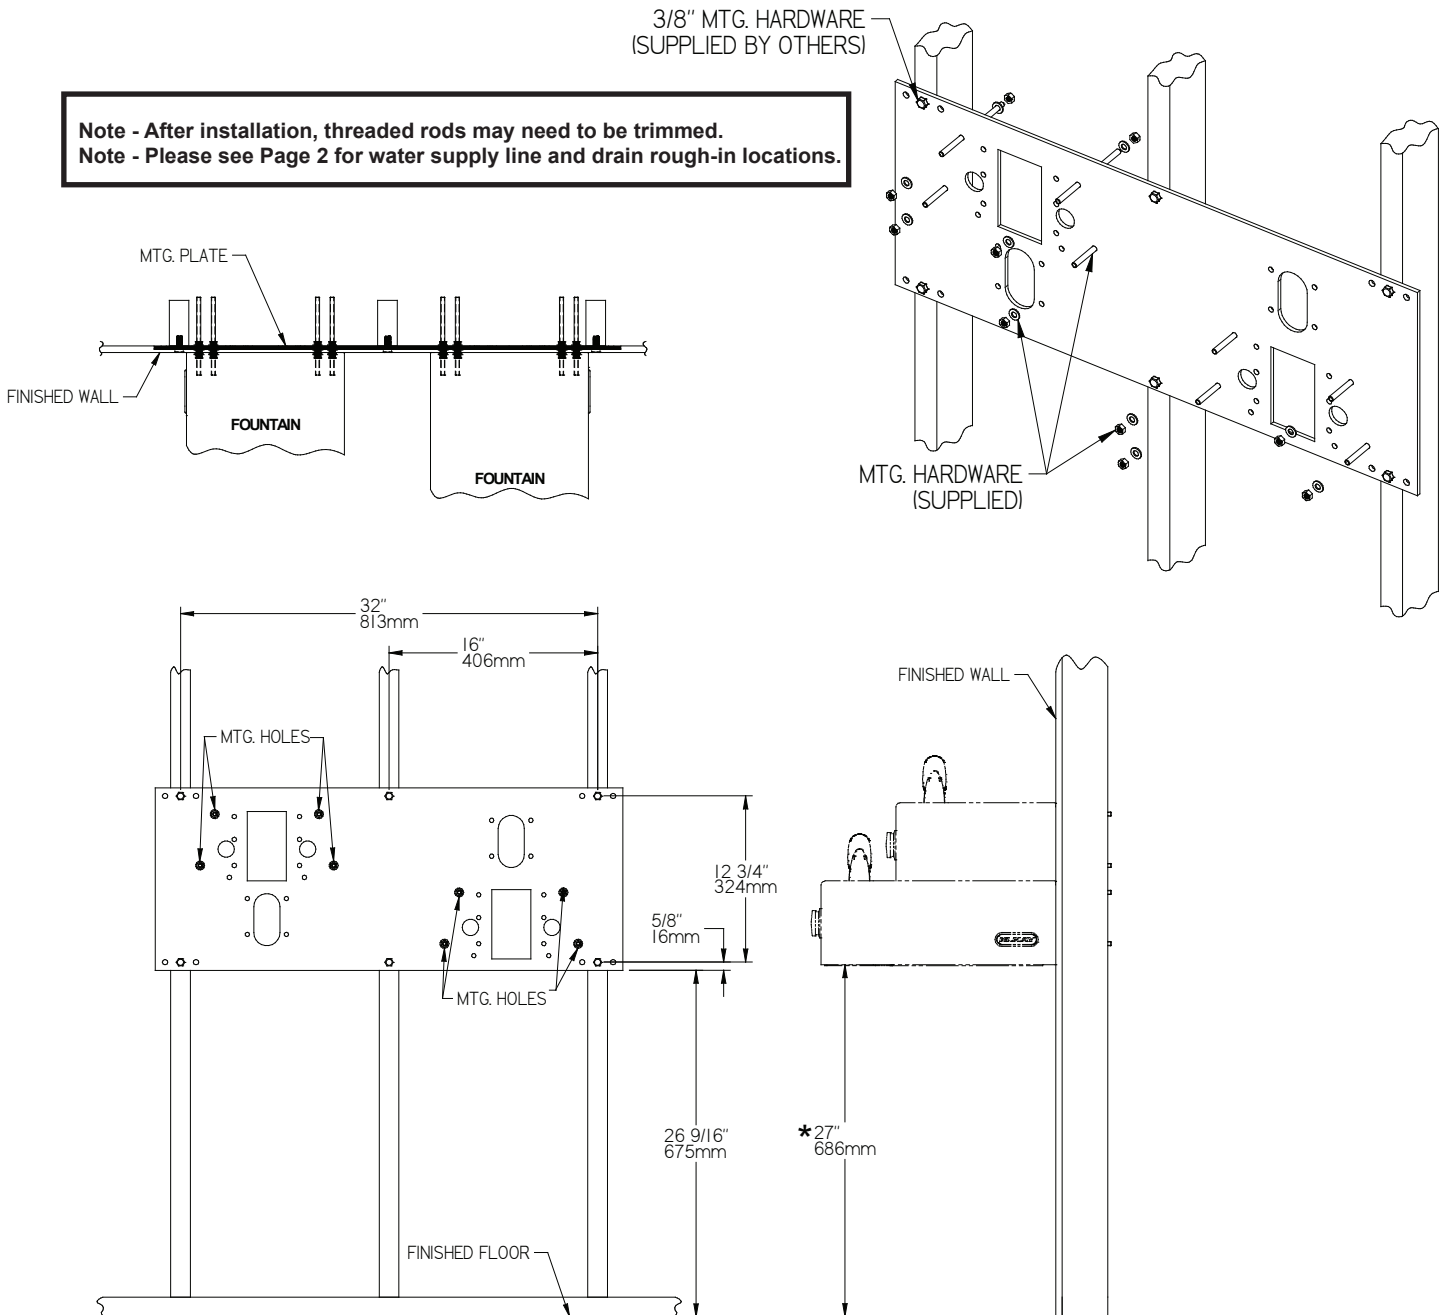 3/8" MTG. HARDWARE
(SUPPLIED BY OTHERS)
Note - After installation, threaded rods may need to be trimmed.
Note - Please see Page 2 for water supply line and drain rough-in locations.
MTG. PLATE
FINISHED WALL
FOUNTAIN
FOUNTAIN
MTG. HARDWARE
(SUPPLIED)
32"
813mm
16"
406mm
FINISHED WALL
MTG. HOLES
12 3/4"
324mm
5/8"
16mm
ELKAY
MTG. HOLES
26 9/16"
675mm
*27"
686mm
FINISHED FLOOR